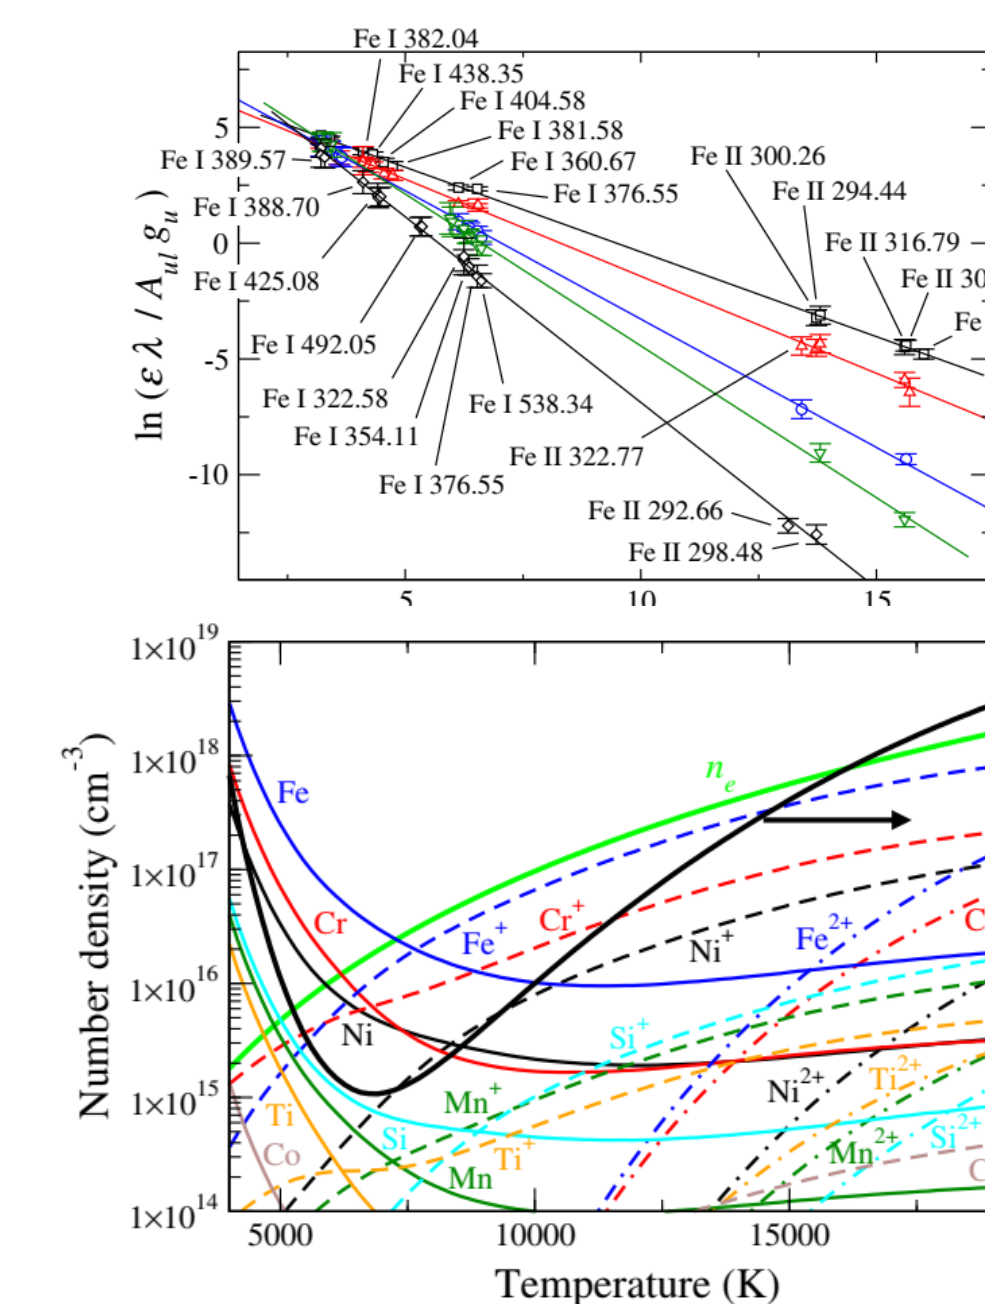 Fe I 382.04
Fe I 438.35
Fe I 404.58
Fe I 381.58
Fe I 360.67
Fe I 376.55
Fe I 389.57
Fe I 388.70
Fe I 425.08
Fe I 492.05
Fe I 322.58
Fe I 354.11
Fe I 376.55
Fe I 538.34
Fe II 300.26
Fe II 294.44
Fe II 316.79
Fe II 30
Fe
Fe II 322.77
Fe II 292.66
Fe II 298.48
ln (ε λ / A_ul g_u)
5
0
-5
-10
5
10
15
1×10^19
1×10^18
1×10^17
1×10^16
1×10^15
1×10^14
Number density (cm^-3)
Fe
n_e
Cr
Fe^+
Cr^+
Ni^+
Fe^2+
C
Ni
Si^+
Ni^2+
Ti^2+
Mn^+
Ti
Si
Ti^+
Mn^2+
Si^2+
Co
Mn
C
5000
10000
15000
Temperature (K)